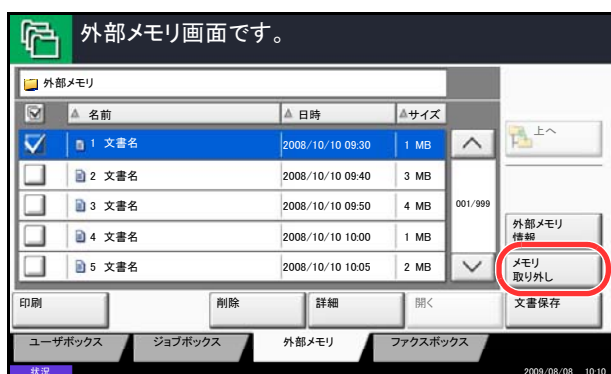 外部メモリ画面です。
外部メモリ
名前 日時 サイズ
1 文書名 2008/10/10 09:30 1 MB
上へ
2 文書名 2008/10/10 09:40 3 MB
3 文書名 2008/10/10 09:50 4 MB
001/999
4 文書名 2008/10/10 10:00 1 MB
外部メモリ
情報
5 文書名 2008/10/10 10:05 2 MB
メモリ
取り外し
印刷 削除 詳細 開く 文書保存
ユーザボックス ジョブボックス 外部メモリ ファクスボックス
状況 2009/08/08 10:10